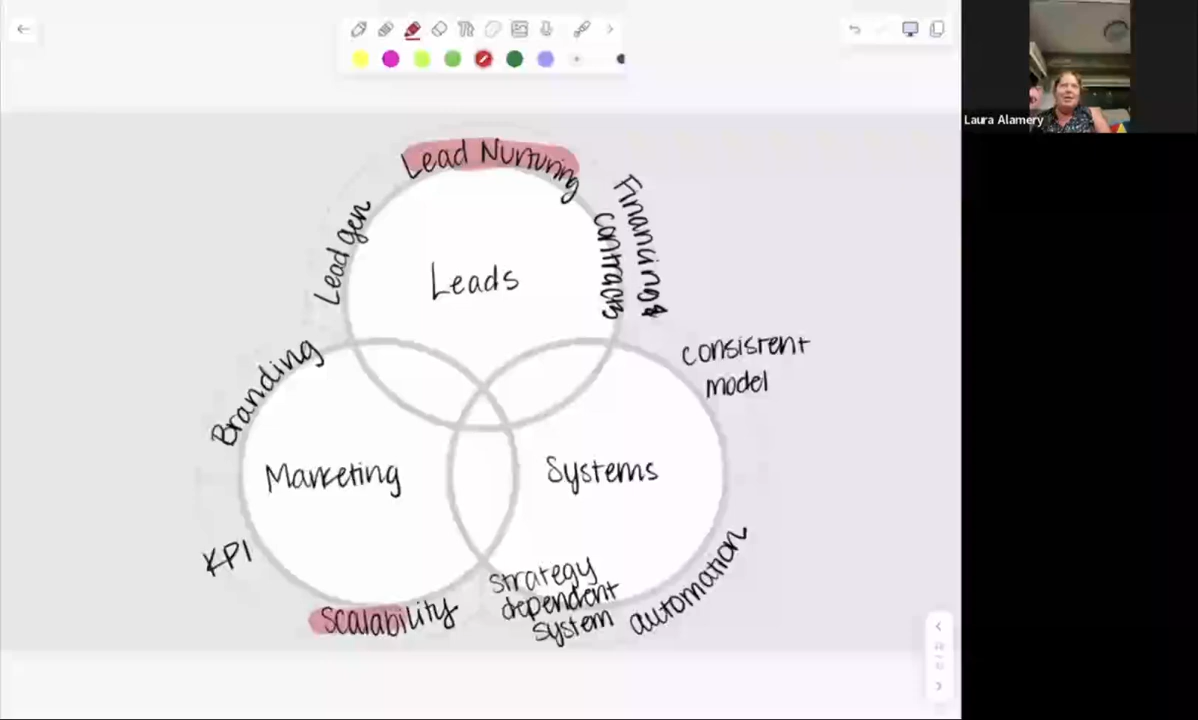 Laura Alamery
Lead Nurturing
Lead gen
Financing &
contracts
Leads
consistent
model
Branding
Marketing
Systems
KPI
Scalability
strategy
dependent
system
automation